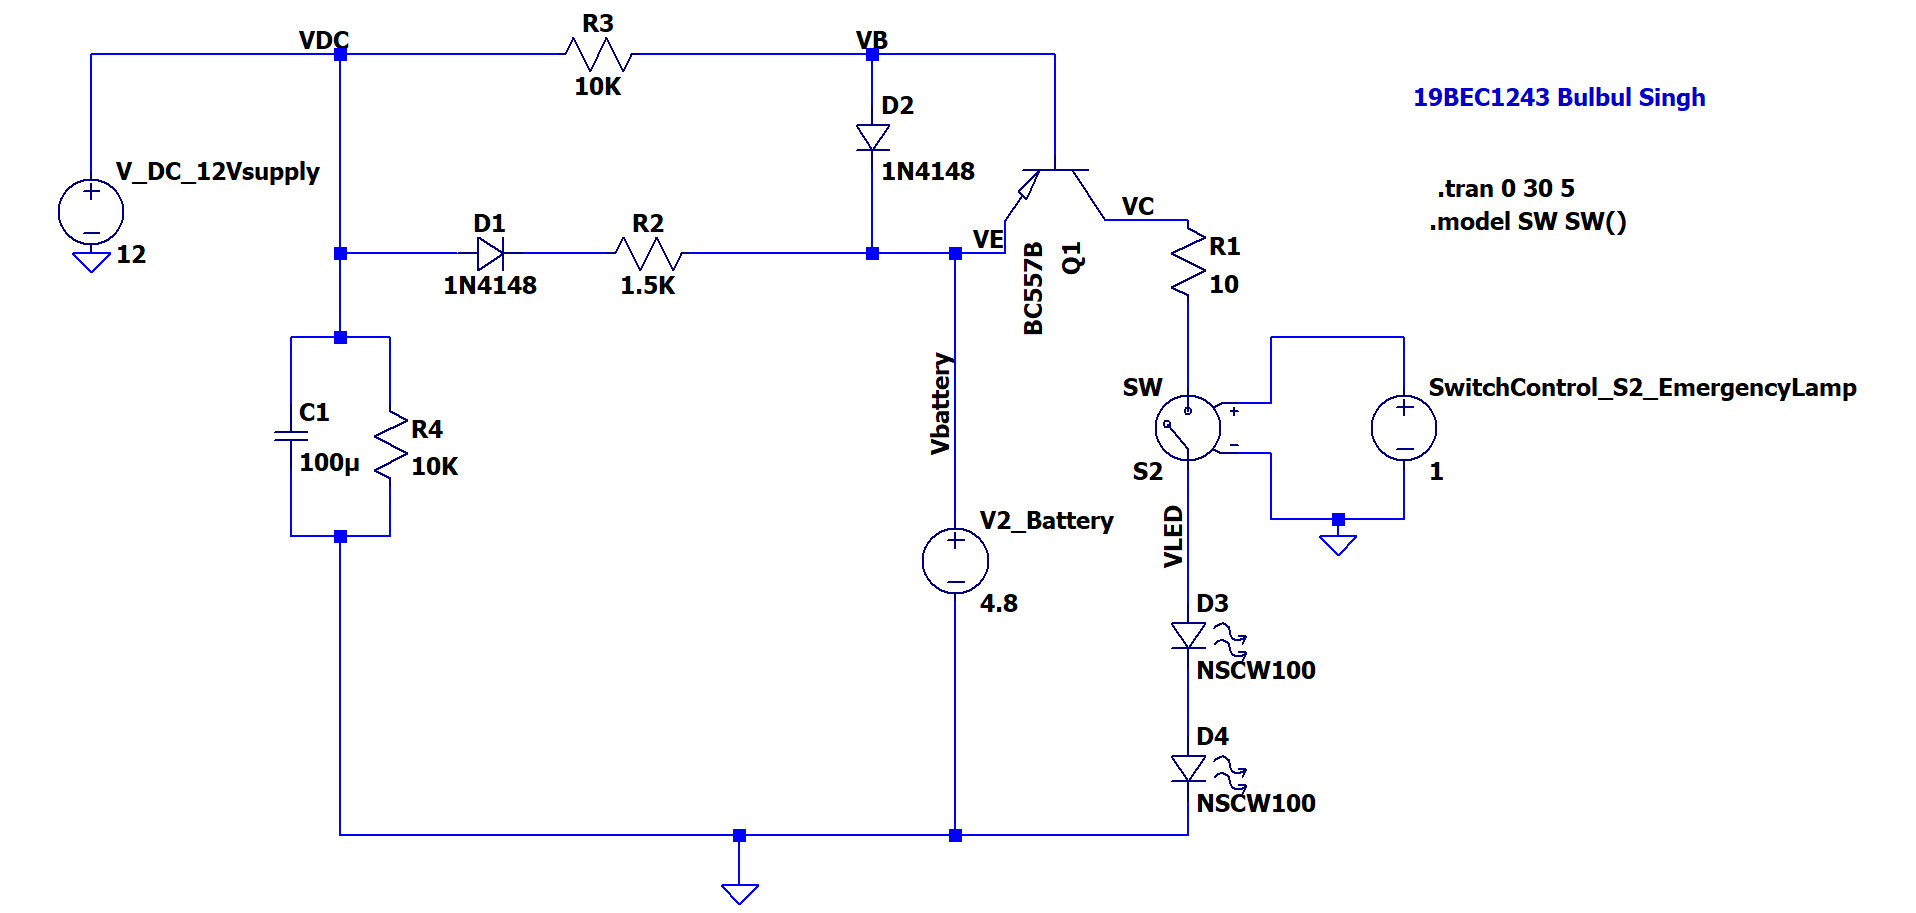 VDC
R3
10K
VB
D2
1N4148
19BEC1243 Bulbul Singh
V_DC_12Vsupply
+
−
12
.tran 0 30 5
.model SW SW()
D1
1N4148
R2
1.5K
VE
BC557B
Q1
VC
R1
10
C1
100µ
R4
10K
Vbattery
SW
S2
+
−
SwitchControl_S2_EmergencyLamp
+
−
1
V2_Battery
+
−
4.8
VLED
D3
NSCW100
D4
NSCW100